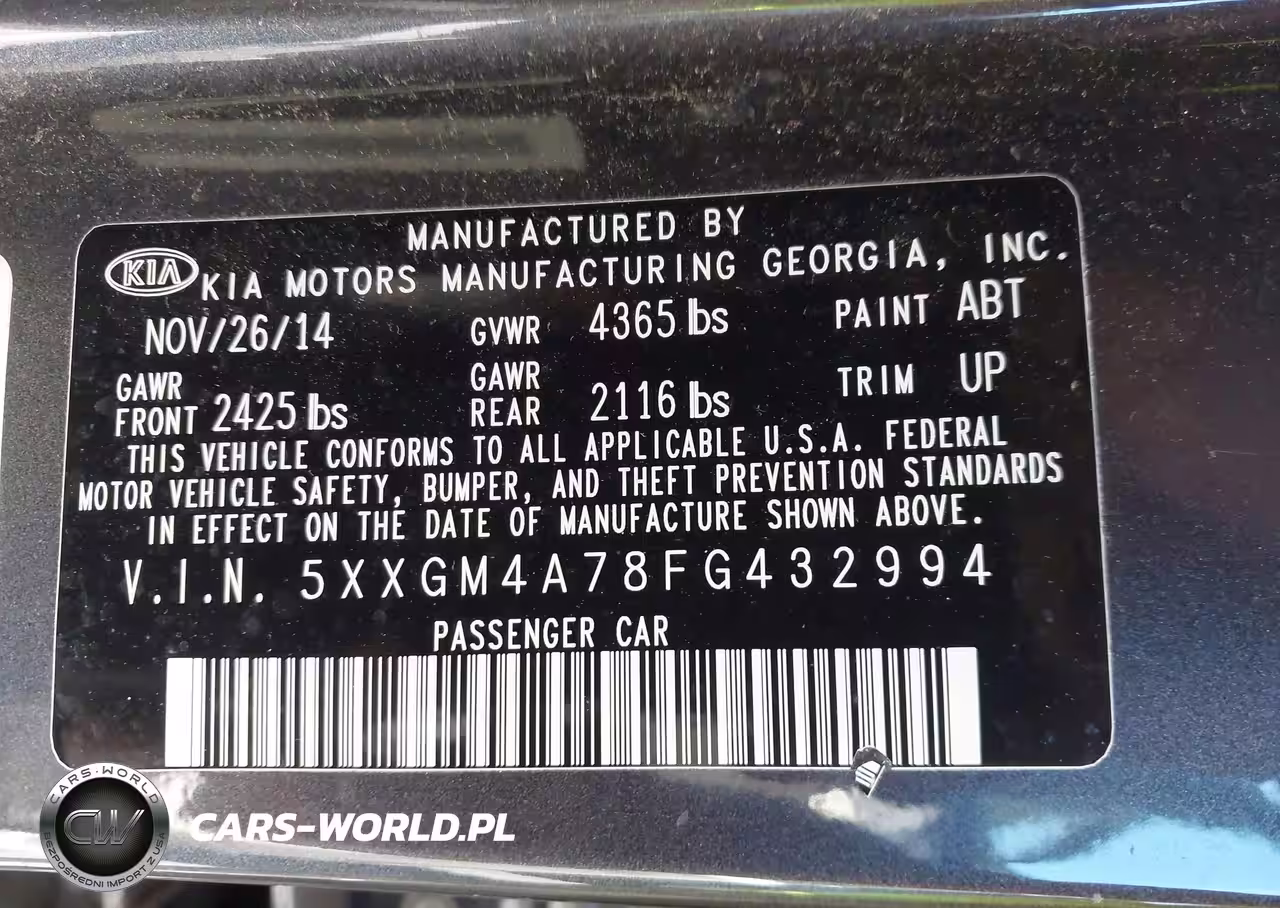 MANUFACTURED BY
KIA KIA MOTORS MANUFACTURING GEORGIA, INC.
NOV/26/14 GVWR 4365 lbs PAINT ABT
GAWR FRONT 2425 lbs GAWR REAR 2116 lbs TRIM UP
THIS VEHICLE CONFORMS TO ALL APPLICABLE U.S.A. FEDERAL
MOTOR VEHICLE SAFETY, BUMPER, AND THEFT PREVENTION STANDARDS
IN EFFECT ON THE DATE OF MANUFACTURE SHOWN ABOVE.
V.I.N. 5XXGM4A78FG432994
PASSENGER CAR
CARS-WORLD
CW
BEZPOŚREDNI IMPORT Z USA
CARS-WORLD.PL